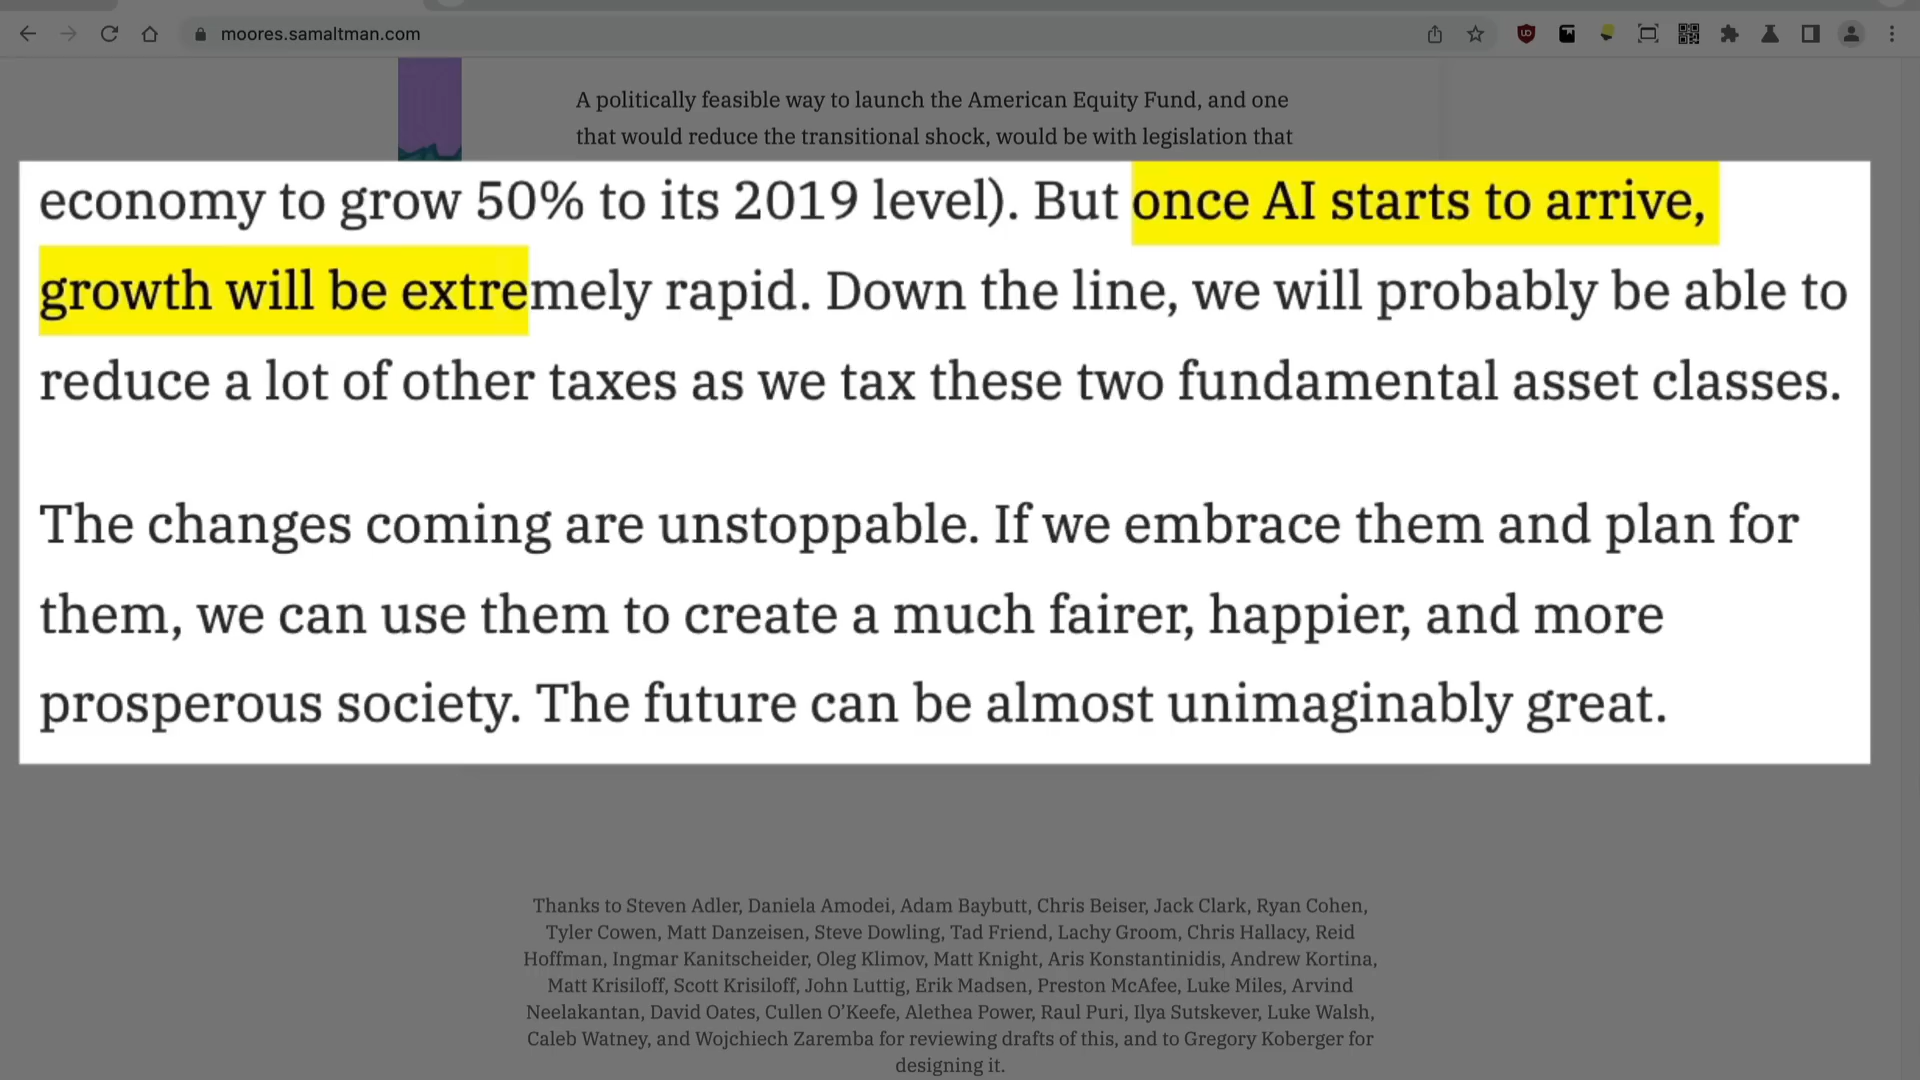 moores.samaltman.com
A politically feasible way to launch the American Equity Fund, and one
that would reduce the transitional shock, would be with legislation that
economy to grow 50% to its 2019 level). But once AI starts to arrive,
growth will be extremely rapid. Down the line, we will probably be able to
reduce a lot of other taxes as we tax these two fundamental asset classes.
The changes coming are unstoppable. If we embrace them and plan for
them, we can use them to create a much fairer, happier, and more
prosperous society. The future can be almost unimaginably great.
Thanks to Steven Adler, Daniela Amodei, Adam Baybutt, Chris Beiser, Jack Clark, Ryan Cohen,
Tyler Cowen, Matt Danzeisen, Steve Dowling, Tad Friend, Lachy Groom, Chris Hallacy, Reid
Hoffman, Ingmar Kanitscheider, Oleg Klimov, Matt Knight, Aris Konstantinidis, Andrew Kortina,
Matt Krisiloff, Scott Krisiloff, John Luttig, Erik Madsen, Preston McAfee, Luke Miles, Arvind
Neelakantan, David Oates, Cullen O’Keefe, Alethea Power, Raul Puri, Ilya Sutskever, Luke Walsh,
Caleb Watney, and Wojchiech Zaremba for reviewing drafts of this, and to Gregory Koberger for
designing it.